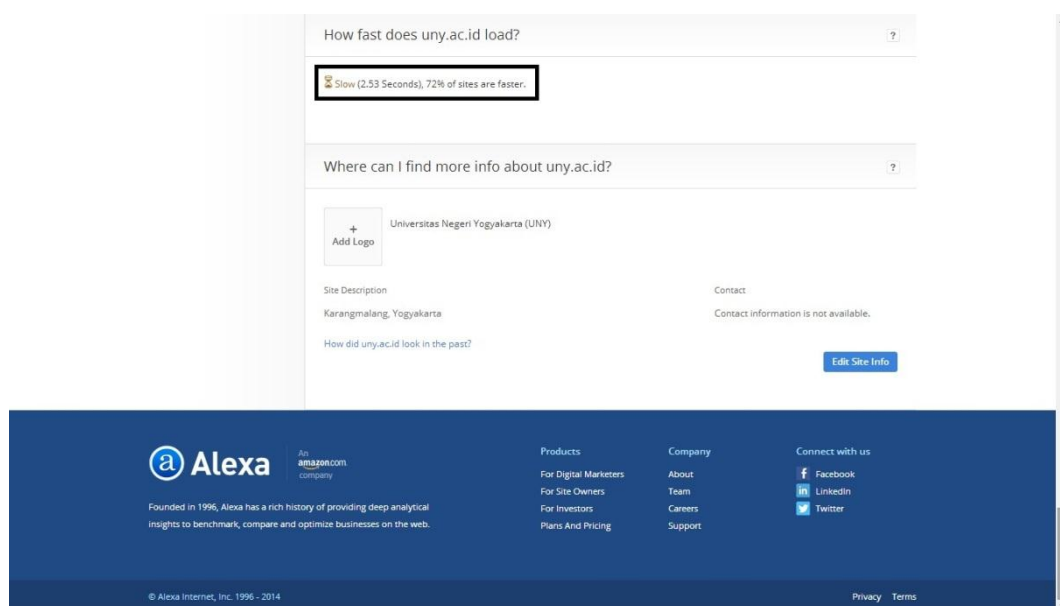 How fast does uny.ac.id load?
?
Slow (2.53 Seconds), 72% of sites are faster.
Where can I find more info about uny.ac.id?
?
+
Add Logo
Universitas Negeri Yogyakarta (UNY)
Site Description
Contact
Karangmalang, Yogyakarta
Contact information is not available.
How did uny.ac.id look in the past?
Edit Site Info
a Alexa
An
amazon.com
company
Founded in 1996, Alexa has a rich history of providing deep analytical
insights to benchmark, compare and optimize businesses on the web.
Products
For Digital Marketers
For Site Owners
For Investors
Plans And Pricing
Company
About
Team
Careers
Support
Connect with us
f Facebook
in LinkedIn
Twitter
© Alexa Internet, Inc. 1996 - 2014
Privacy Terms